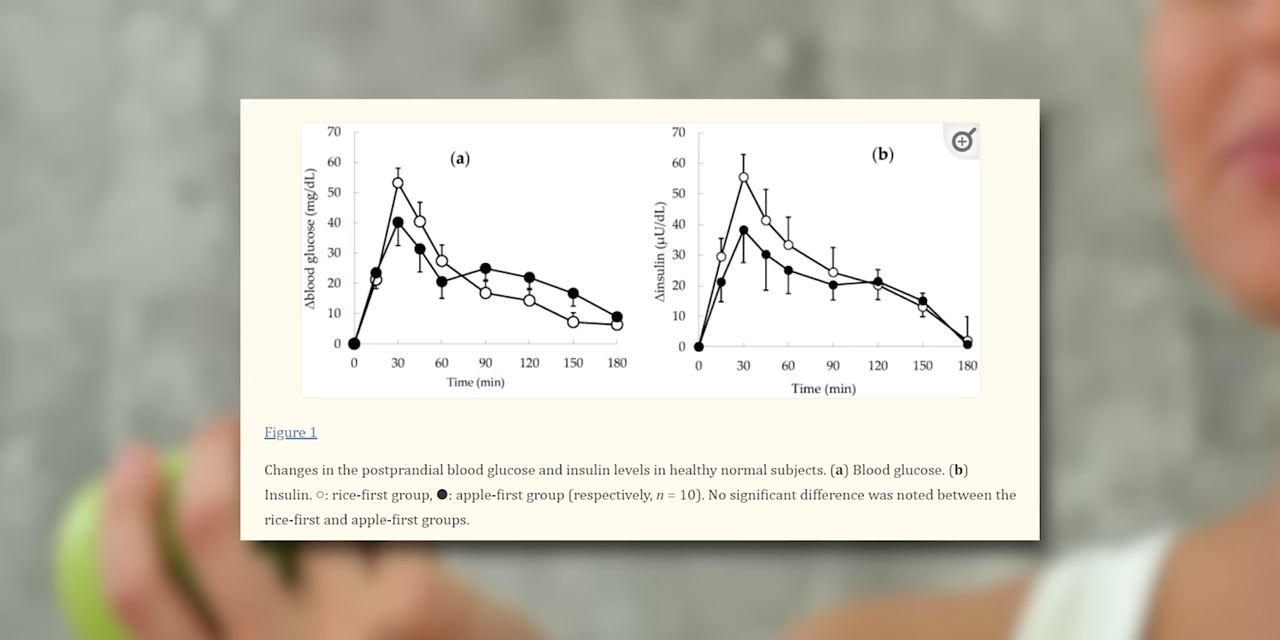 70
60
50
40
30
20
10
0
Δblood glucose (mg/dL)
(a)
0 30 60 90 120 150 180
Time (min)
70
60
50
40
30
20
10
0
Δinsulin (μU/dL)
(b)
0 30 60 90 120 150 180
Time (min)
Figure 1
Changes in the postprandial blood glucose and insulin levels in healthy normal subjects. (a) Blood glucose. (b)
Insulin. ○: rice-first group, ●: apple-first group (respectively, n = 10). No significant difference was noted between the
rice-first and apple-first groups.